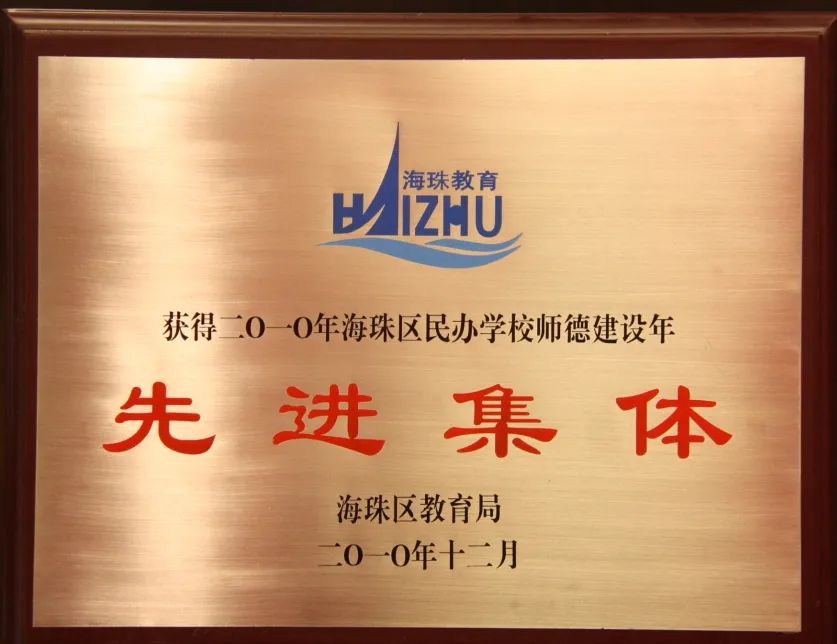 海珠教育
HAIZHU
获得二O一O年海珠区民办学校师德建设年
先进集体
海珠区教育局
二O一O年十二月